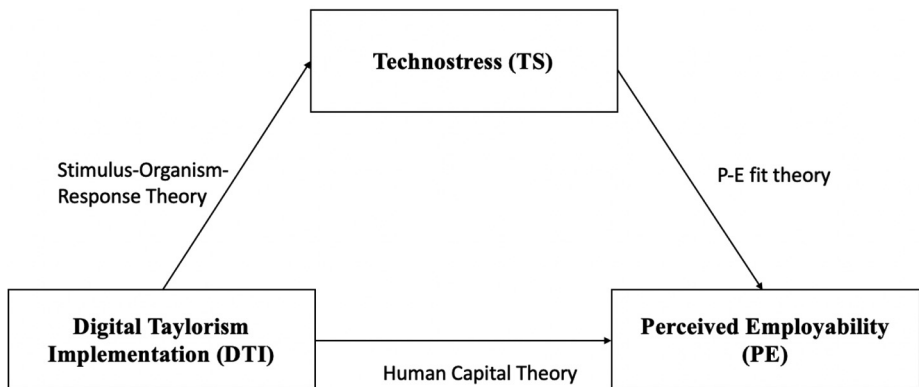 Technostress (TS)
Stimulus-Organism-
Response Theory
P-E fit theory
Digital Taylorism
Implementation (DTI)
Perceived Employability
(PE)
Human Capital Theory